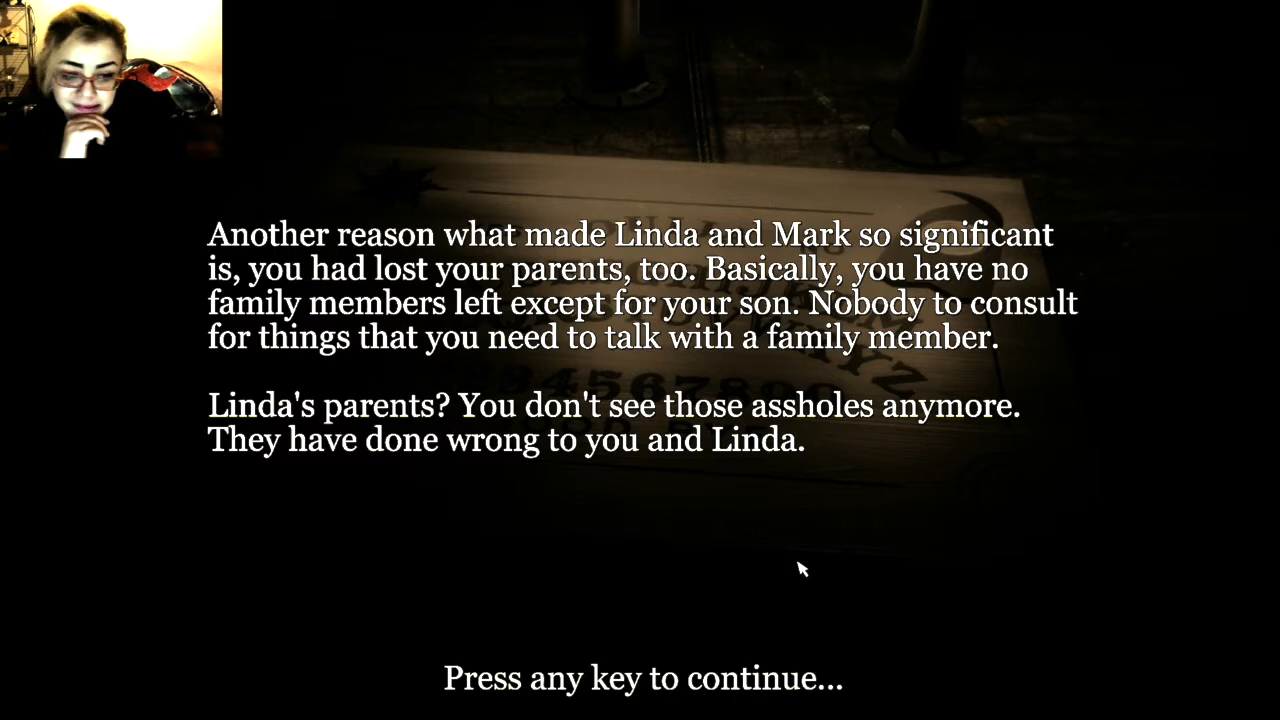 Another reason what made Linda and Mark so significant
is, you had lost your parents, too. Basically, you have no
family members left except for your son. Nobody to consult
for things that you need to talk with a family member.
Linda's parents? You don't see those assholes anymore.
They have done wrong to you and Linda.
Press any key to continue...